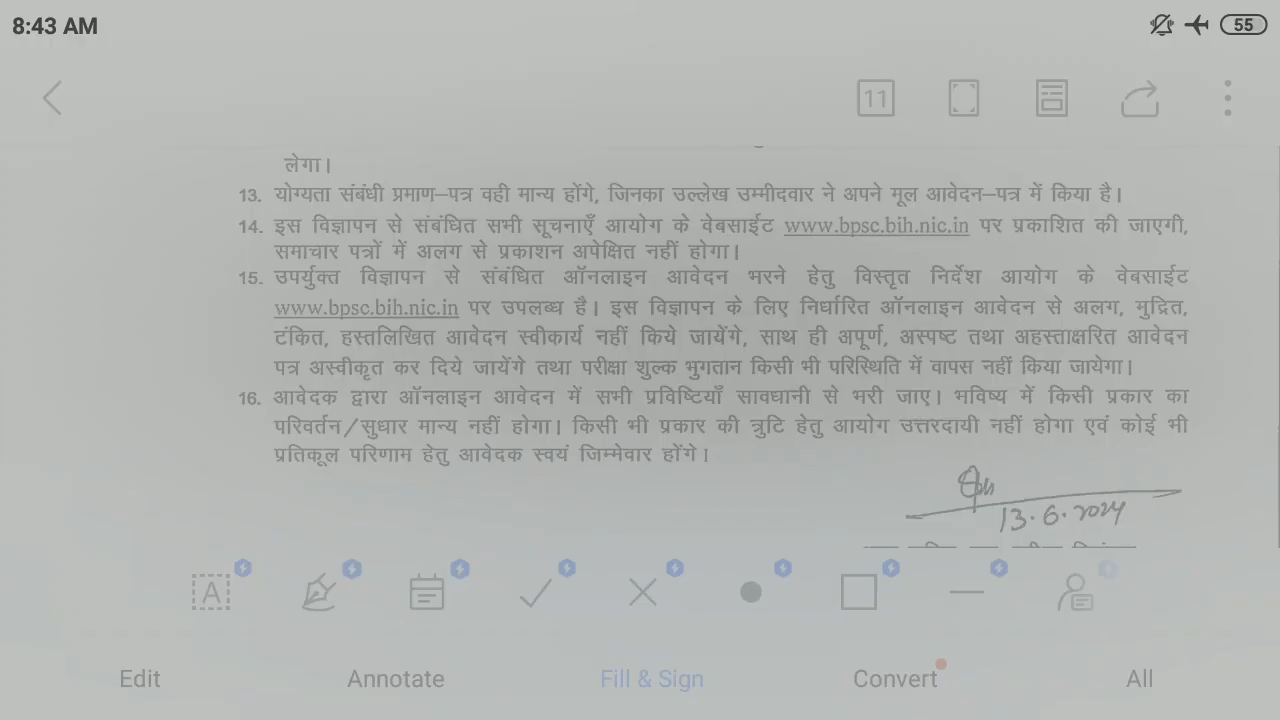 8:43 AM
55
11
लेगा।
13. योग्यता संबंधी प्रमाण–पत्र वही मान्य होंगे, जिनका उल्लेख उम्मीदवार ने अपने मूल आवेदन–पत्र में किया है।
14. इस विज्ञापन से संबंधित सभी सूचनाएँ आयोग के वेबसाईट www.bpsc.bih.nic.in पर प्रकाशित की जाएगी,
समाचार पत्रों में अलग से प्रकाशन अपेक्षित नहीं होगा।
15. उपर्युक्त विज्ञापन से संबंधित ऑनलाइन आवेदन भरने हेतु विस्तृत निर्देश आयोग के वेबसाईट
www.bpsc.bih.nic.in पर उपलब्ध है। इस विज्ञापन के लिए निर्धारित ऑनलाइन आवेदन से अलग, मुद्रित,
टंकित, हस्तलिखित आवेदन स्वीकार्य नहीं किये जायेंगे, साथ ही अपूर्ण, अस्पष्ट तथा अहस्ताक्षरित आवेदन
पत्र अस्वीकृत कर दिये जायेंगे तथा परीक्षा शुल्क भुगतान किसी भी परिस्थिति में वापस नहीं किया जायेगा।
16. आवेदक द्वारा ऑनलाइन आवेदन में सभी प्रविष्टियाँ सावधानी से भरी जाए। भविष्य में किसी प्रकार का
परिवर्तन/सुधार मान्य नहीं होगा। किसी भी प्रकार की त्रुटि हेतु आयोग उत्तरदायी नहीं होगा एवं कोई भी
प्रतिकूल परिणाम हेतु आवेदक स्वयं जिम्मेवार होंगे।
13.6.2024
A
Edit Annotate Fill & Sign Convert All